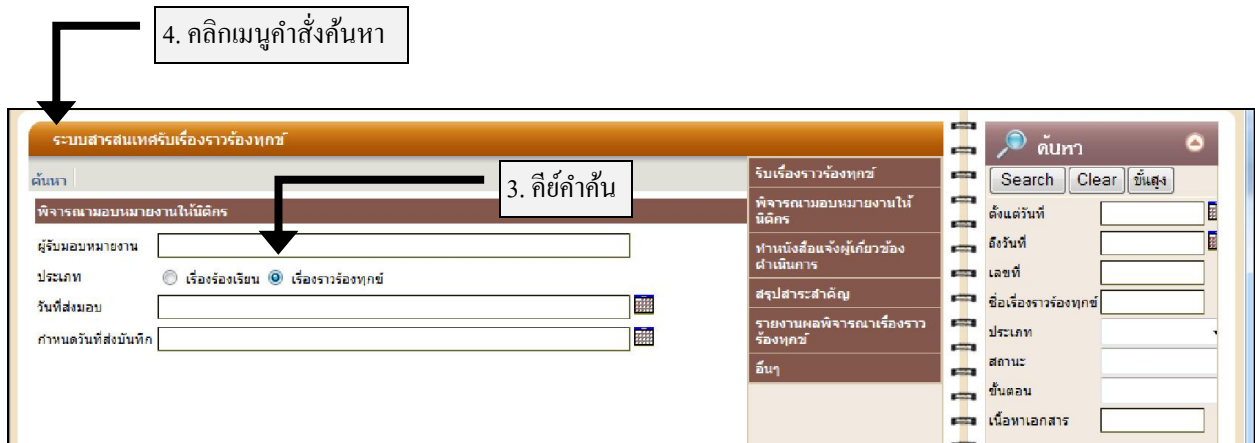 4. คลิกเมนูคำสั่งค้นหา
ระบบสารสนเทศรับเรื่องราวร้องทุกข์
ค้นหา
3. คีย์คำค้น
พิจารณามอบหมายงานให้นิติกร
ผู้รับมอบหมายงาน
ประเภท
เรื่องร้องเรียน
เรื่องราวร้องทุกข์
วันที่ส่งมอบ
กำหนดวันที่ส่งบันทึก
รับเรื่องราวร้องทุกข์
พิจารณามอบหมายงานให้
นิติกร
ทำหนังสือแจ้งผู้เกี่ยวข้อง
ดำเนินการ
สรุปสาระสำคัญ
รายงานผลพิจารณาเรื่องราว
ร้องทุกข์
อื่นๆ
ค้นหา
Search Clear ขั้นสูง
ตั้งแต่วันที่
ถึงวันที่
เลขที่
ชื่อเรื่องราวร้องทุกข์
ประเภท
สถานะ
ขั้นตอน
เนื้อหาเอกสาร